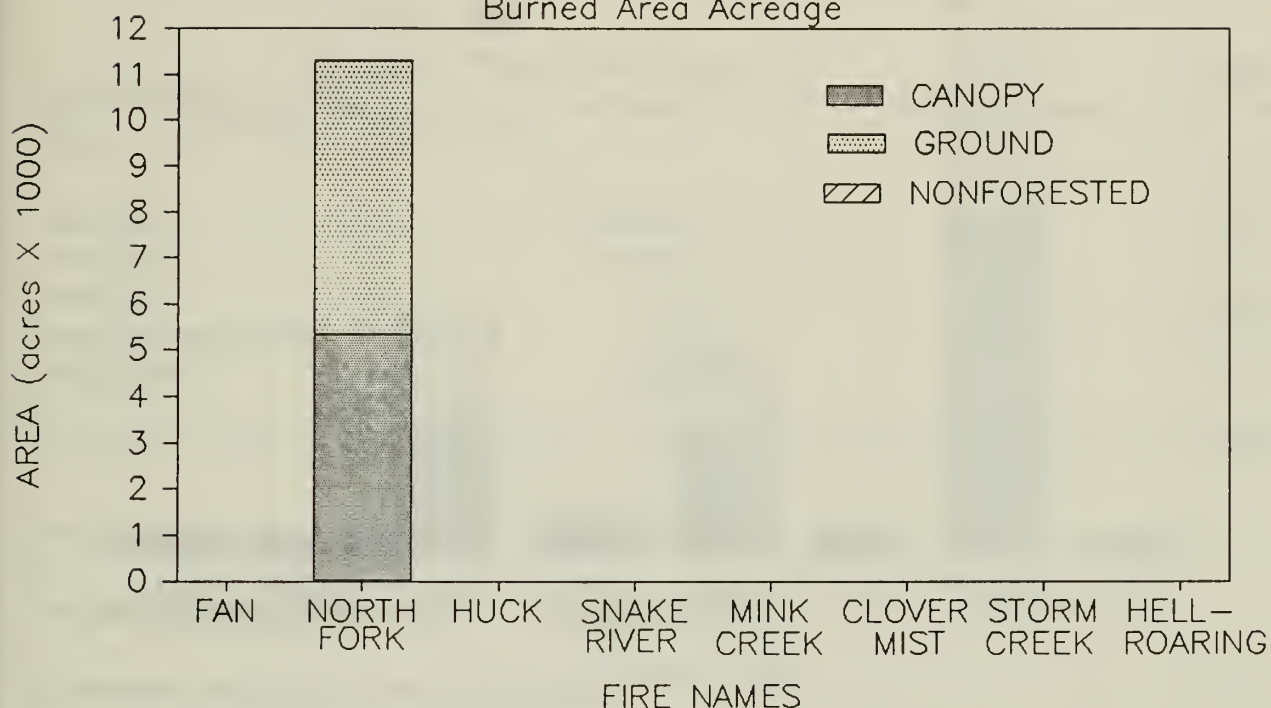 Burned Area Acreage
12
11
10
9
8
7
6
5
4
3
2
1
0
AREA (acres X 1000)
CANOPY
GROUND
NONFORESTED
FAN NORTH HUCK SNAKE MINK CLOVER STORM HELL-
FORK RIVER CREEK MIST CREEK ROARING
FIRE NAMES